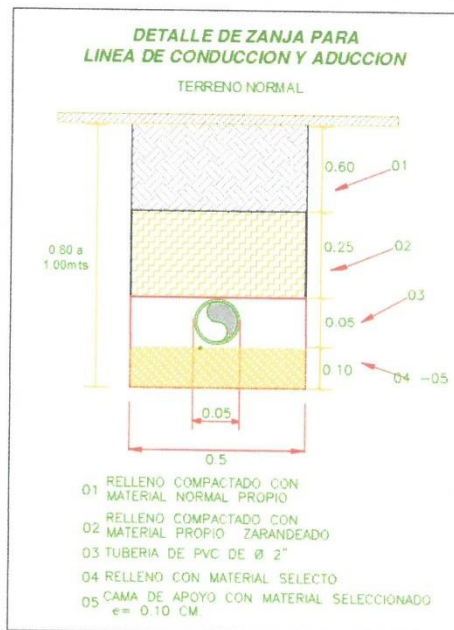 DETALLE DE ZANJA PARA
LINEA DE CONDUCCION Y ADUCCION
TERRENO NORMAL
0.60
01
0.80 a
1.00mts
0.25
02
0.05
03
0.10
04 -05
0.05
0.5
01 RELLENO COMPACTADO CON
MATERIAL NORMAL PROPIO
02 RELLENO COMPACTADO CON
MATERIAL PROPIO ZARANDEADO
03 TUBERIA DE PVC DE Ø 2"
04 RELLENO CON MATERIAL SELECTO
05 CAMA DE APOYO CON MATERIAL SELECCIONADO
e= 0.10 CM.